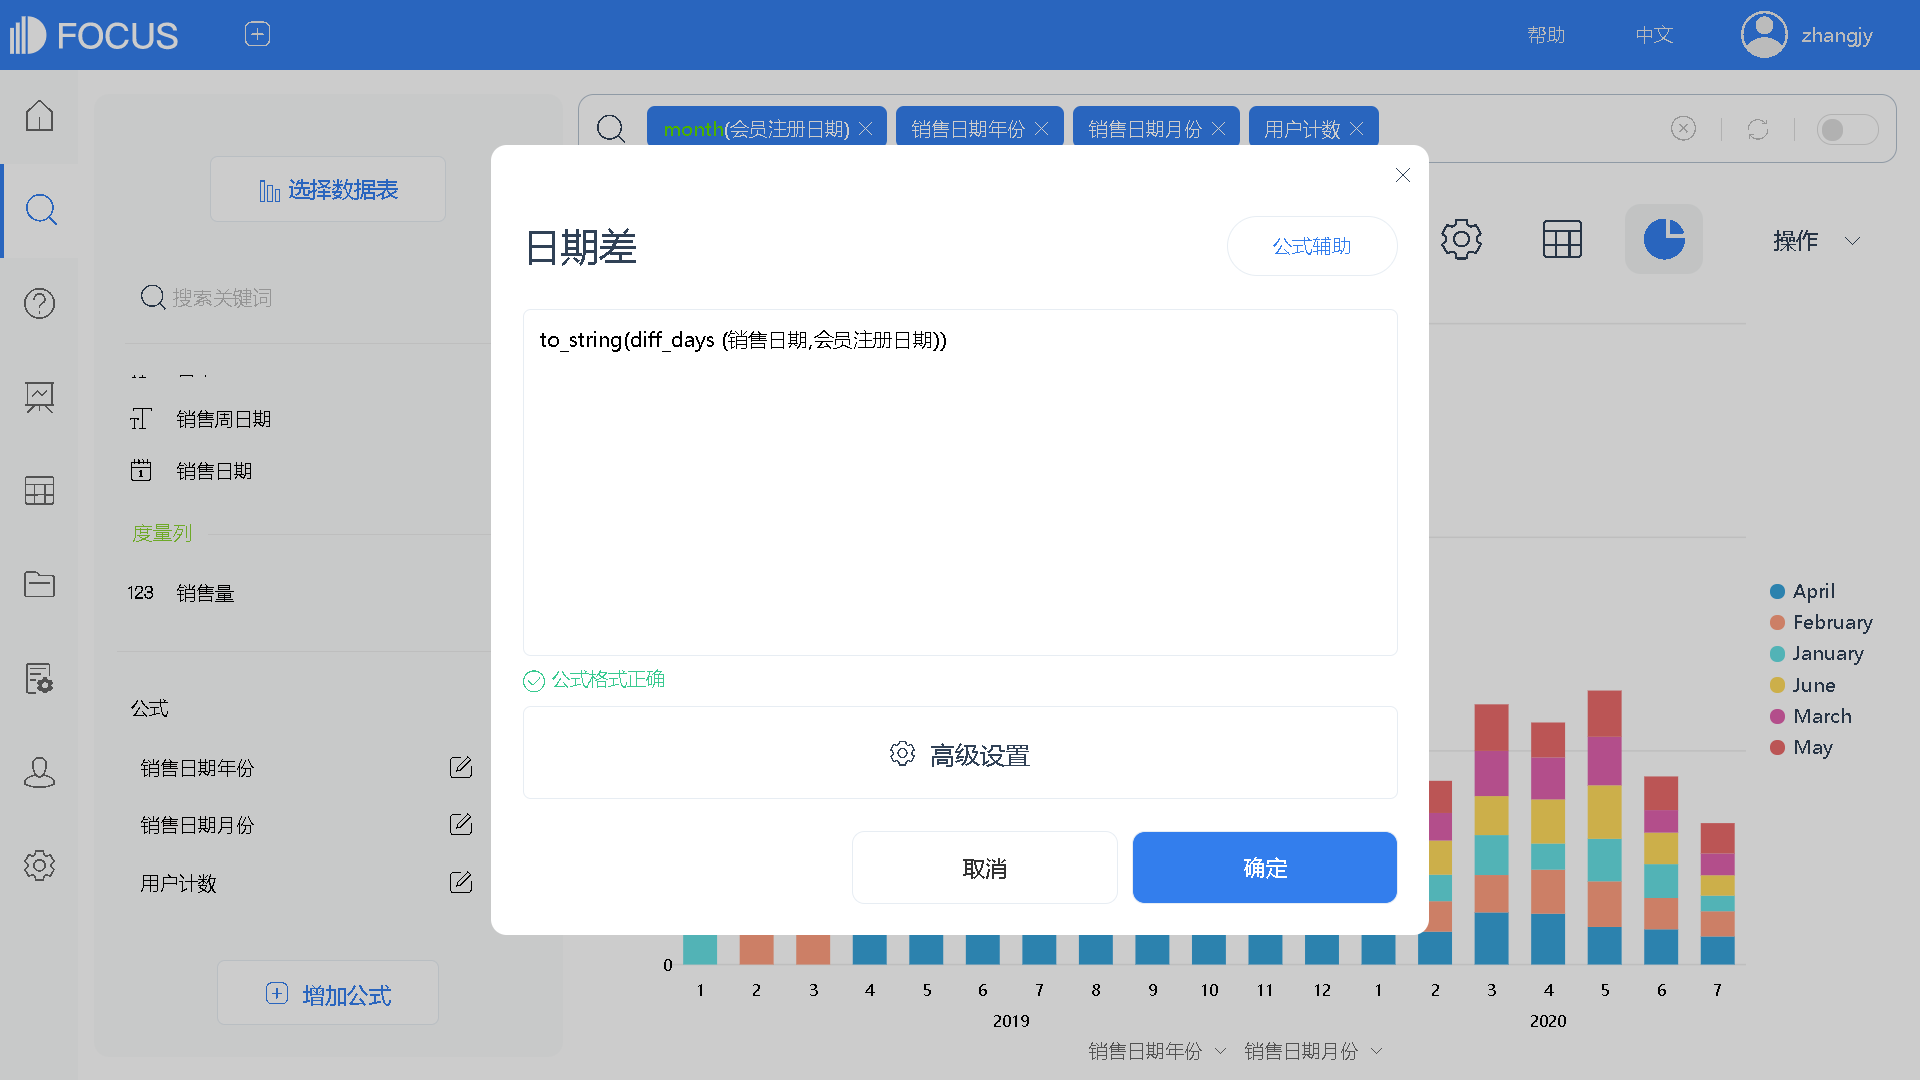 FOCUS
帮助
中文
zhangjy
month(会员注册日期)
销售日期年份
销售日期月份
用户计数
选择数据表
操作
日期差
公式辅助
搜索关键词
to_string(diff_days (销售日期,会员注册日期))
销售周日期
1
销售日期
度量列
123 销售量
公式格式正确
高级设置
公式
销售日期年份
销售日期月份
用户计数
取消
确定
增加公式
April
February
January
June
March
May
0
1 2 3 4 5 6 7 8 9 10 11 12 1 2 3 4 5 6 7
2019 2020
销售日期年份 销售日期月份